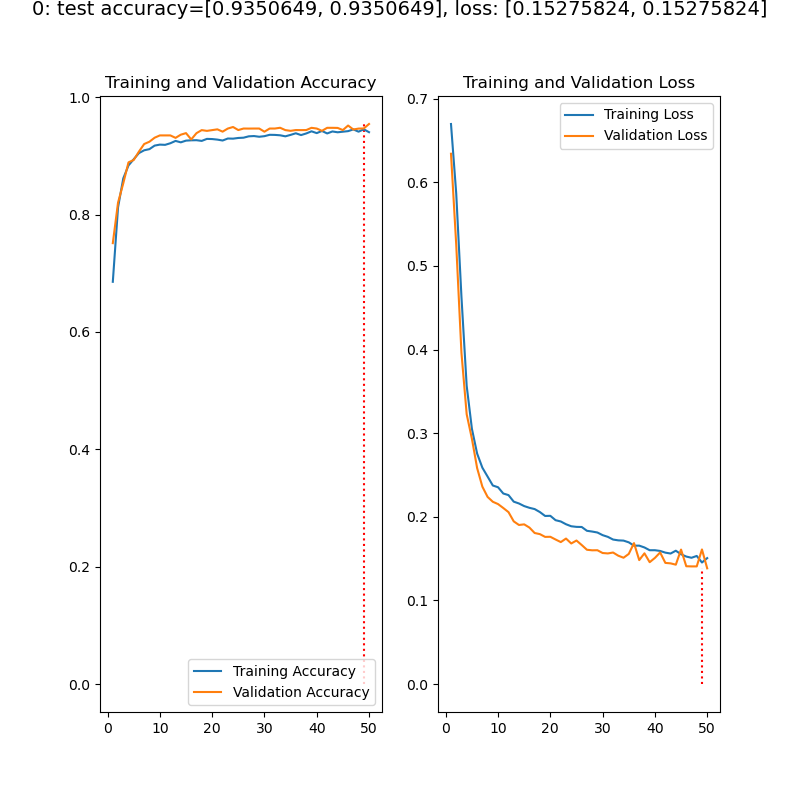 0: test accuracy=[0.9350649, 0.9350649], loss: [0.15275824, 0.15275824]
Training and Validation Accuracy
1.0
0.8
0.6
0.4
0.2
0.0
Training Accuracy
Validation Accuracy
0 10 20 30 40 50
Training and Validation Loss
0.7
0.6
0.5
0.4
0.3
0.2
0.1
0.0
Training Loss
Validation Loss
0 10 20 30 40 50